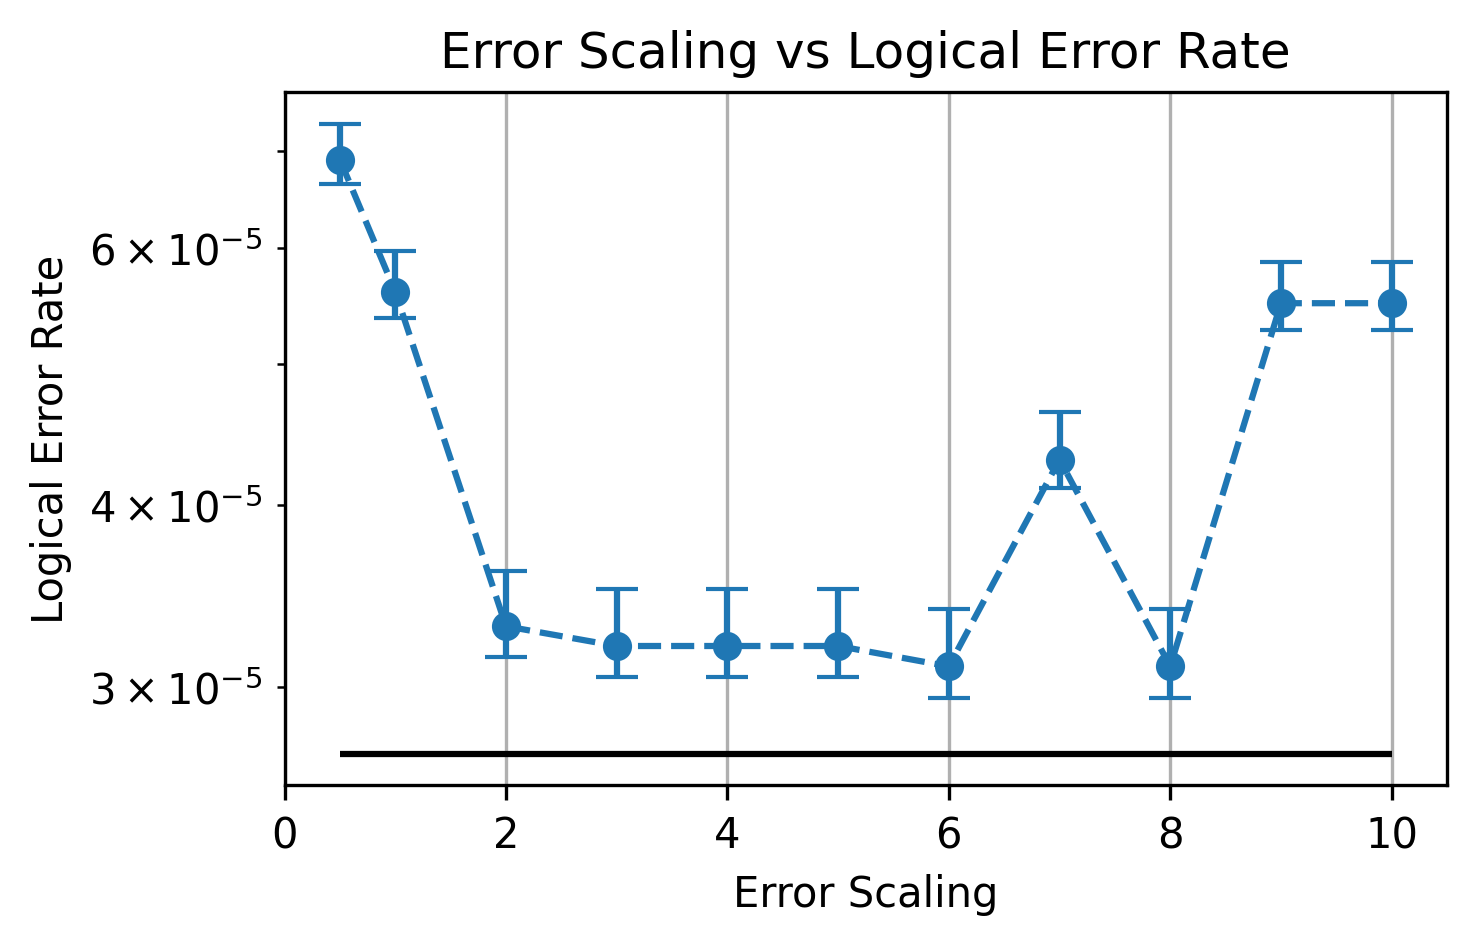 Error Scaling vs Logical Error Rate
Logical Error Rate
6 × 10⁻⁵
4 × 10⁻⁵
3 × 10⁻⁵
0 2 4 6 8 10
Error Scaling